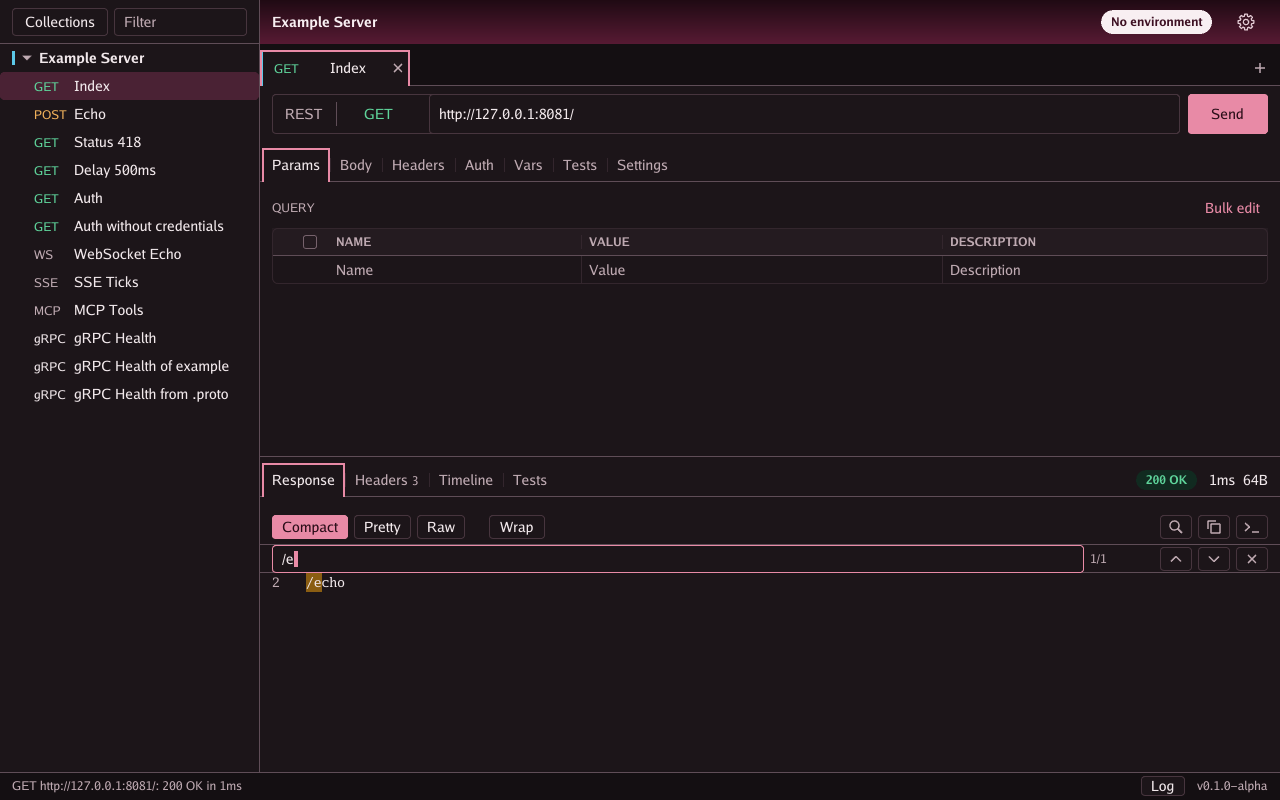 Collections Filter
Example Server
GET Index
POST Echo
GET Status 418
GET Delay 500ms
GET Auth
GET Auth without credentials
WS WebSocket Echo
SSE SSE Ticks
MCP MCP Tools
gRPC gRPC Health
gRPC gRPC Health of example
gRPC gRPC Health from .proto
Example Server No environment
GET Index
REST GET http://127.0.0.1:8081/ Send
Params Body Headers Auth Vars Tests Settings
QUERY Bulk edit
NAME VALUE DESCRIPTION
Name Value Description
Response Headers 3 Timeline Tests 200 OK 1ms 64B
Compact Pretty Raw Wrap
/e 1/1
2 /echo
GET http://127.0.0.1:8081/: 200 OK in 1ms Log v0.1.0-alpha